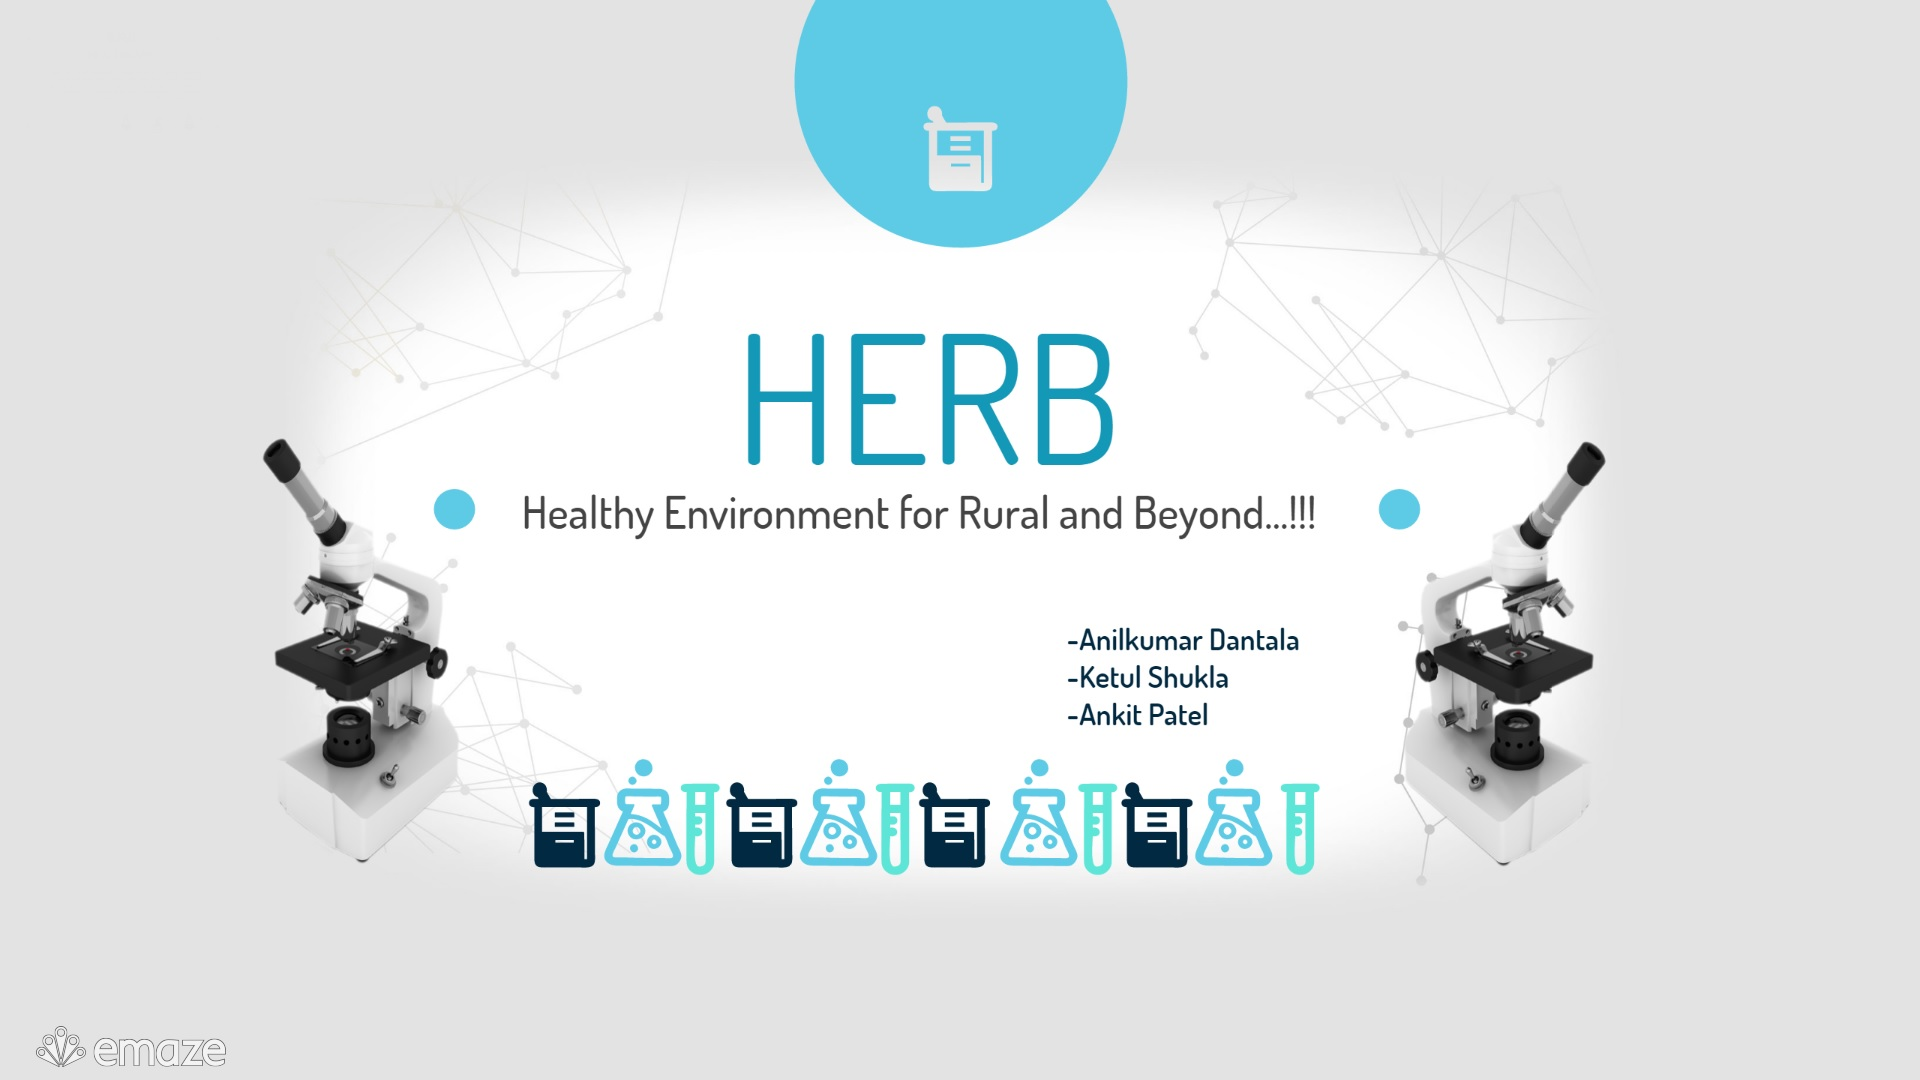 HERB
Healthy Environment for Rural and Beyond...!!!
-Anilkumar Dantala
-Ketul Shukla
-Ankit Patel
emaze